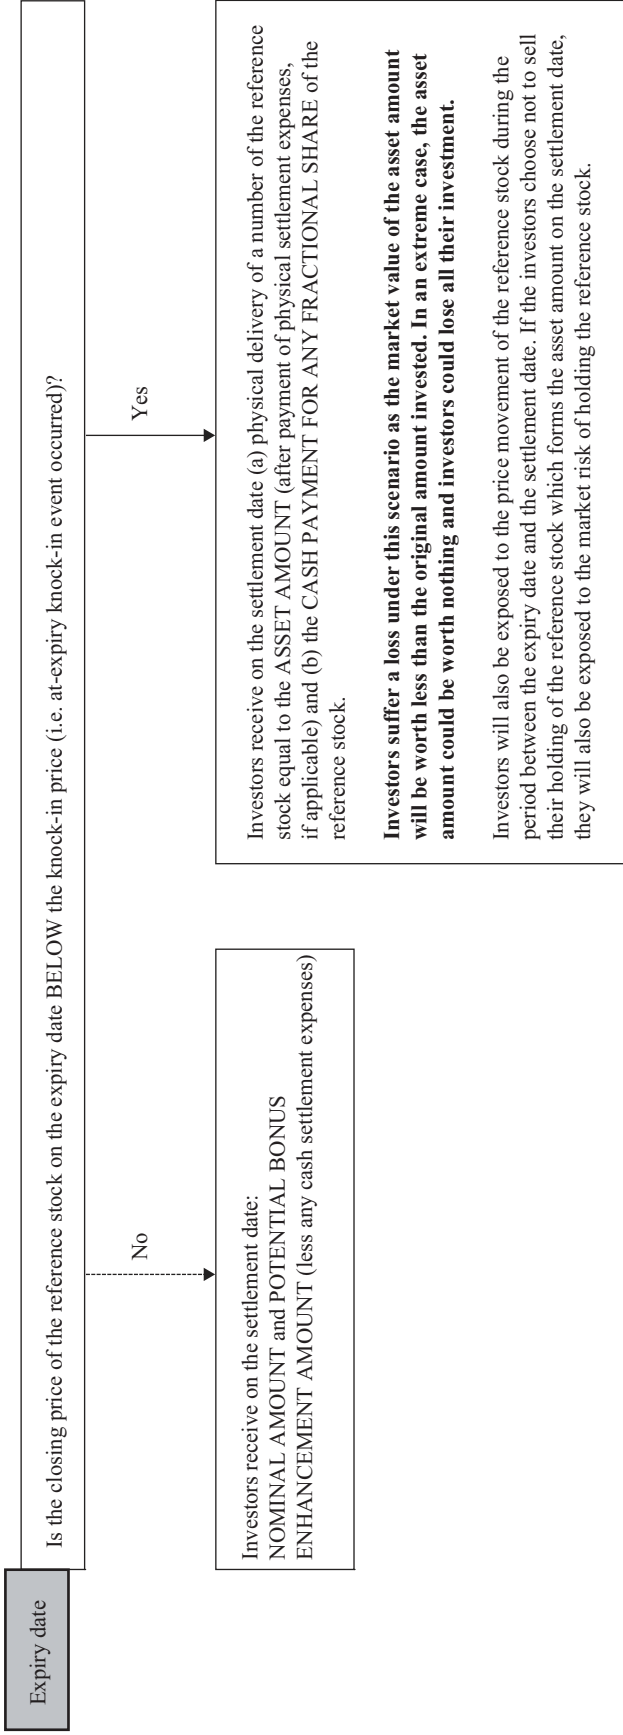 Expiry date
Is the closing price of the reference stock on the expiry date BELOW the knock-in price (i.e. at-expiry knock-in event occurred)?
No
Yes
Investors receive on the settlement date:
NOMINAL AMOUNT and POTENTIAL BONUS
ENHANCEMENT AMOUNT (less any cash settlement expenses)
Investors receive on the settlement date (a) physical delivery of a number of the reference
stock equal to the ASSET AMOUNT (after payment of physical settlement expenses,
if applicable) and (b) the CASH PAYMENT FOR ANY FRACTIONAL SHARE of the
reference stock.
Investors suffer a loss under this scenario as the market value of the asset amount
will be worth less than the original amount invested. In an extreme case, the asset
amount could be worth nothing and investors could lose all their investment.
Investors will also be exposed to the price movement of the reference stock during the
period between the expiry date and the settlement date. If the investors choose not to sell
their holding of the reference stock which forms the asset amount on the settlement date,
they will also be exposed to the market risk of holding the reference stock.